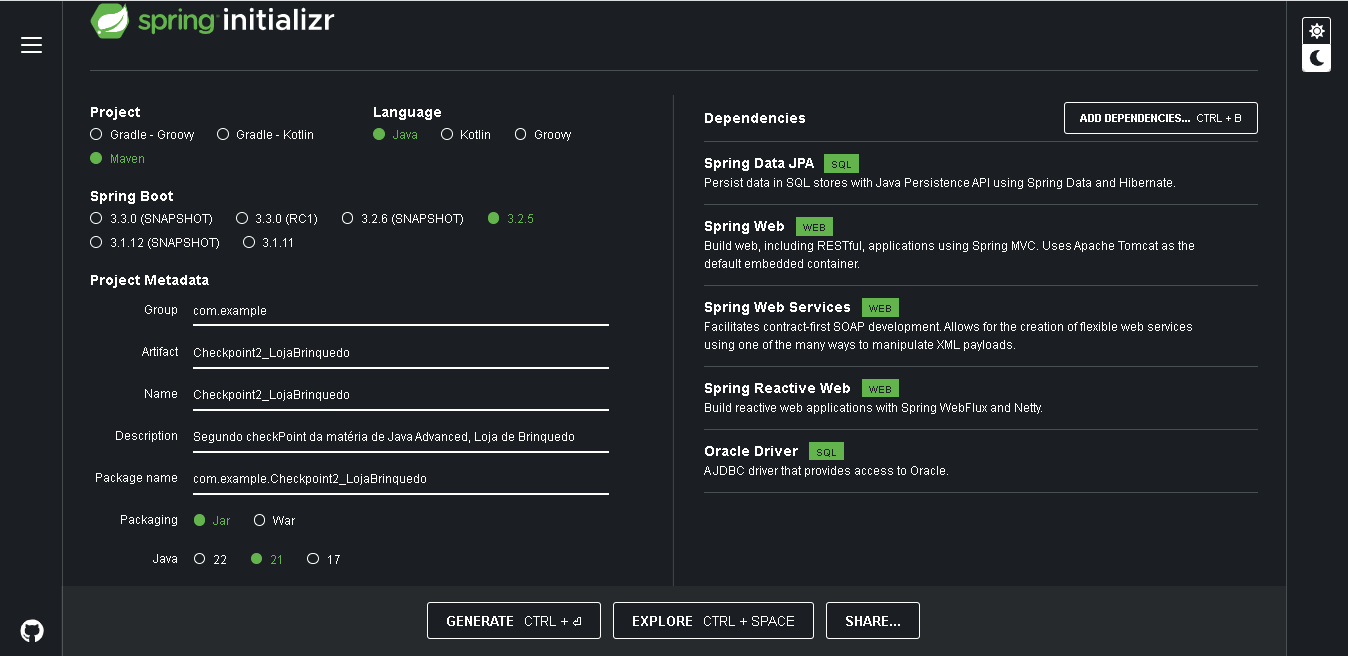 spring initializr
Project
Gradle - Groovy Gradle - Kotlin
Maven
Language
Java Kotlin Groovy
Spring Boot
3.3.0 (SNAPSHOT) 3.3.0 (RC1) 3.2.6 (SNAPSHOT) 3.2.5
3.1.12 (SNAPSHOT) 3.1.11
Project Metadata
Group com.example
Artifact Checkpoint2_LojaBrinquedo
Name Checkpoint2_LojaBrinquedo
Description Segundo checkPoint da matéria de Java Advanced, Loja de Brinquedo
Package name com.example.Checkpoint2_LojaBrinquedo
Packaging Jar War
Java 22 21 17
Dependencies
ADD DEPENDENCIES... CTRL + B
Spring Data JPA SQL
Persist data in SQL stores with Java Persistence API using Spring Data and Hibernate.
Spring Web WEB
Build web, including RESTful, applications using Spring MVC. Uses Apache Tomcat as the
default embedded container.
Spring Web Services WEB
Facilitates contract-first SOAP development. Allows for the creation of flexible web services
using one of the many ways to manipulate XML payloads.
Spring Reactive Web WEB
Build reactive web applications with Spring WebFlux and Netty.
Oracle Driver SQL
A JDBC driver that provides access to Oracle.
GENERATE CTRL + ⏎
EXPLORE CTRL + SPACE
SHARE...